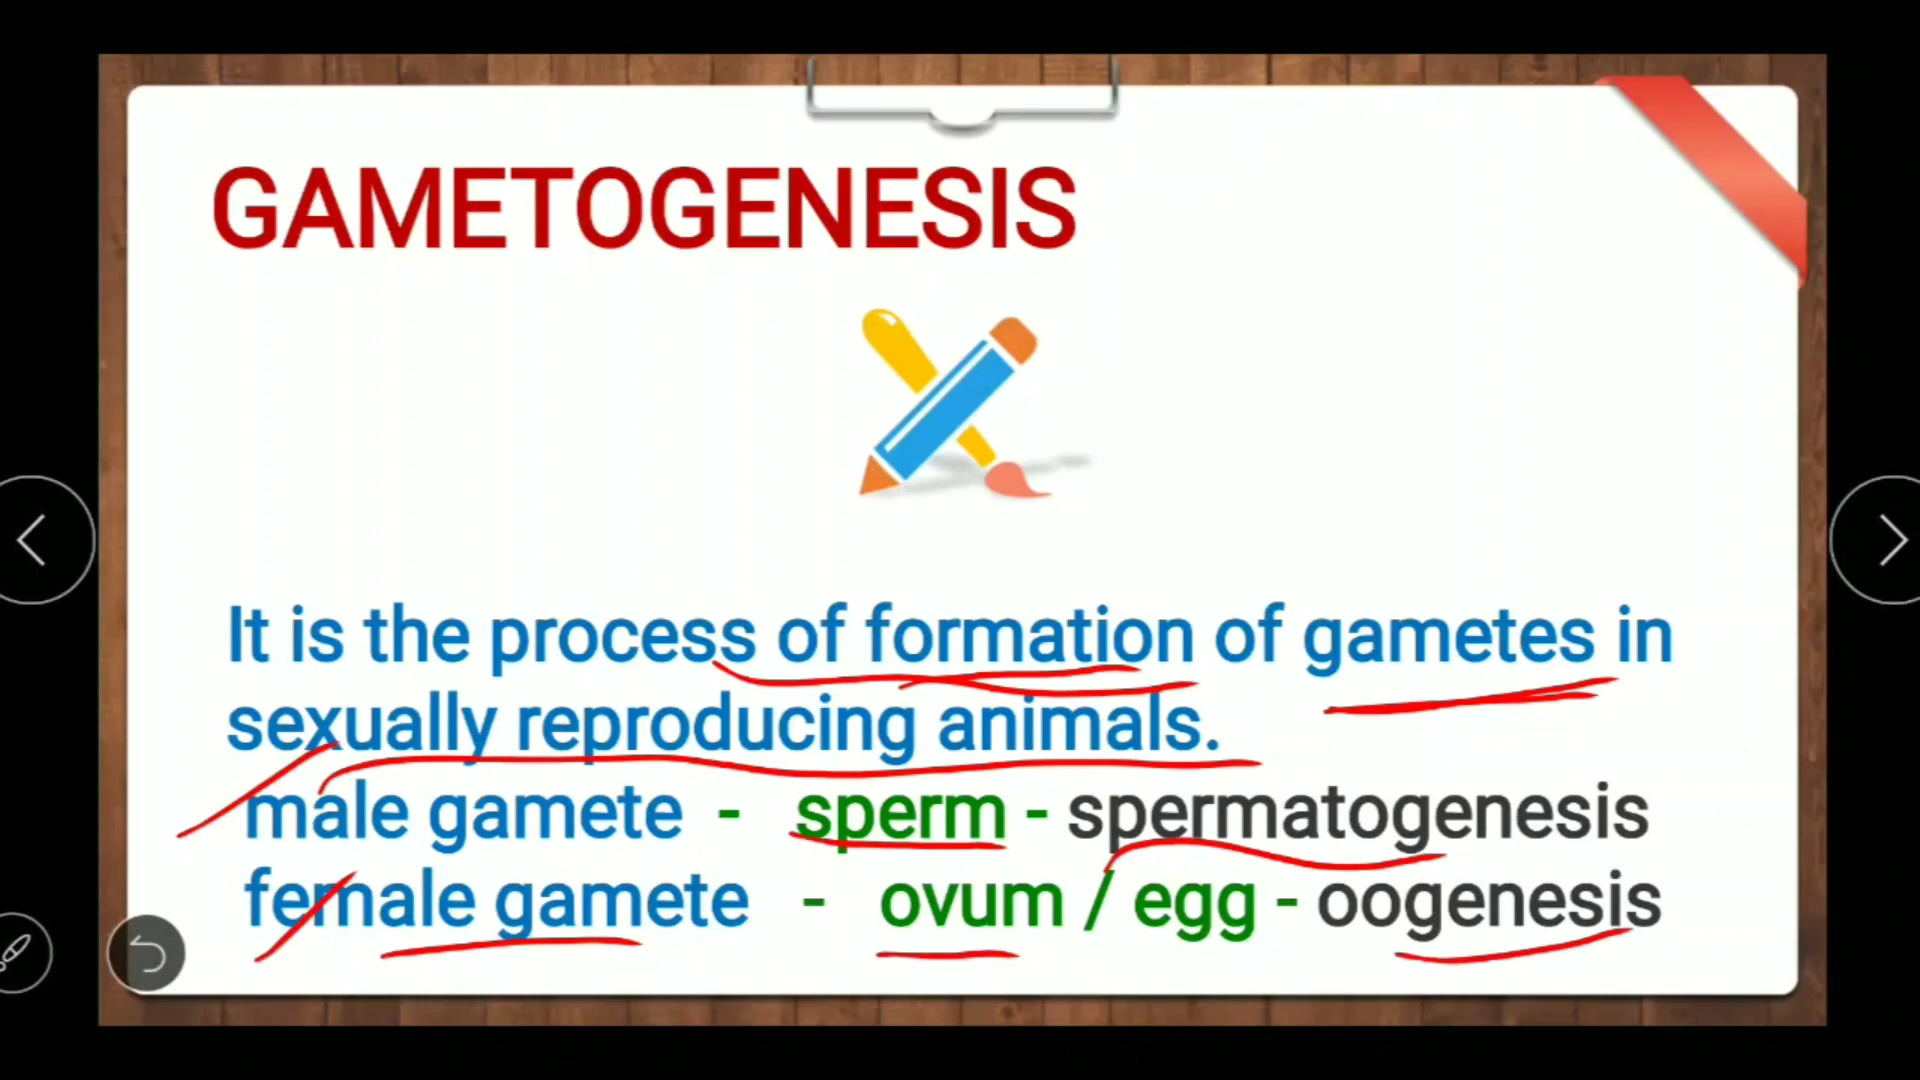 GAMETOGENESIS
It is the process of formation of gametes in
sexually reproducing animals.
male gamete - sperm - spermatogenesis
female gamete - ovum / egg - oogenesis